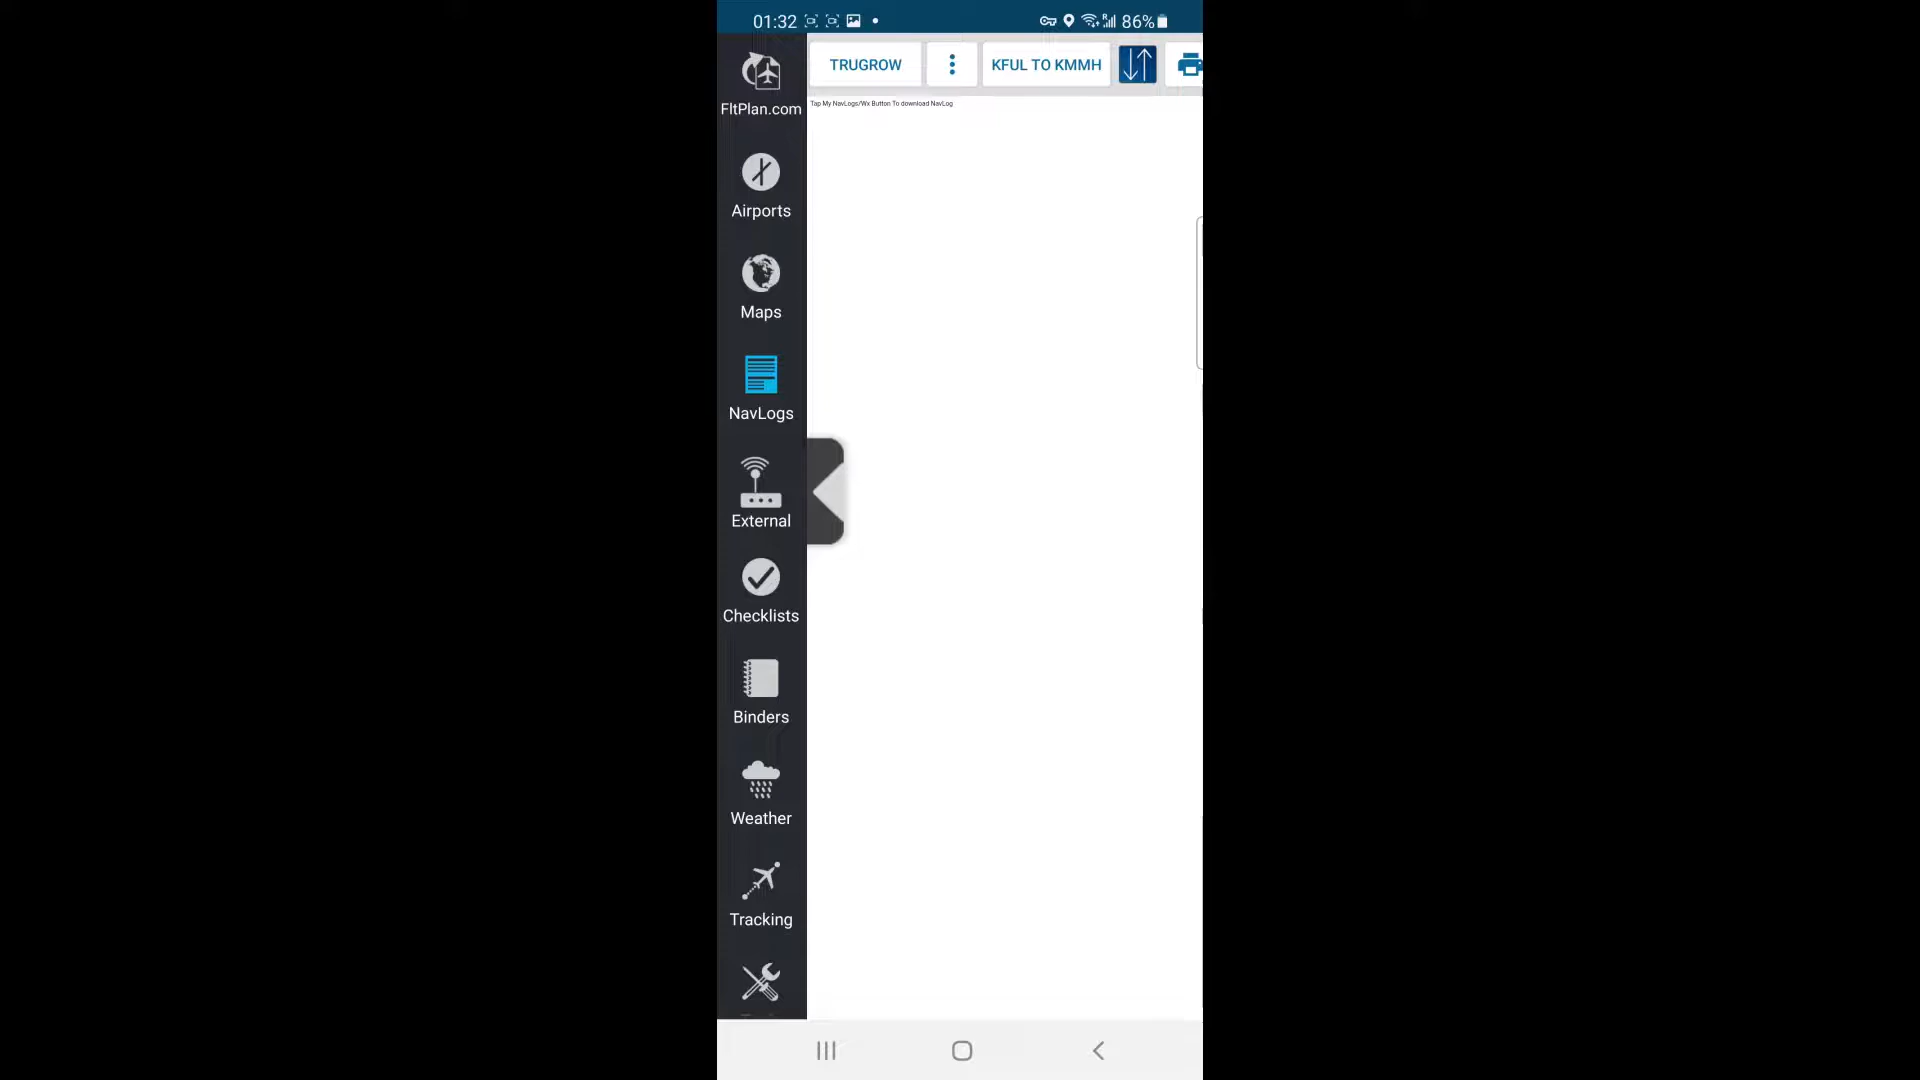 01:32
86%
TRUGROW
KFUL TO KMMH
Tap My NavLogs/Wx Button To download NavLog
FltPlan.com
Airports
Maps
NavLogs
External
Checklists
Binders
Weather
Tracking